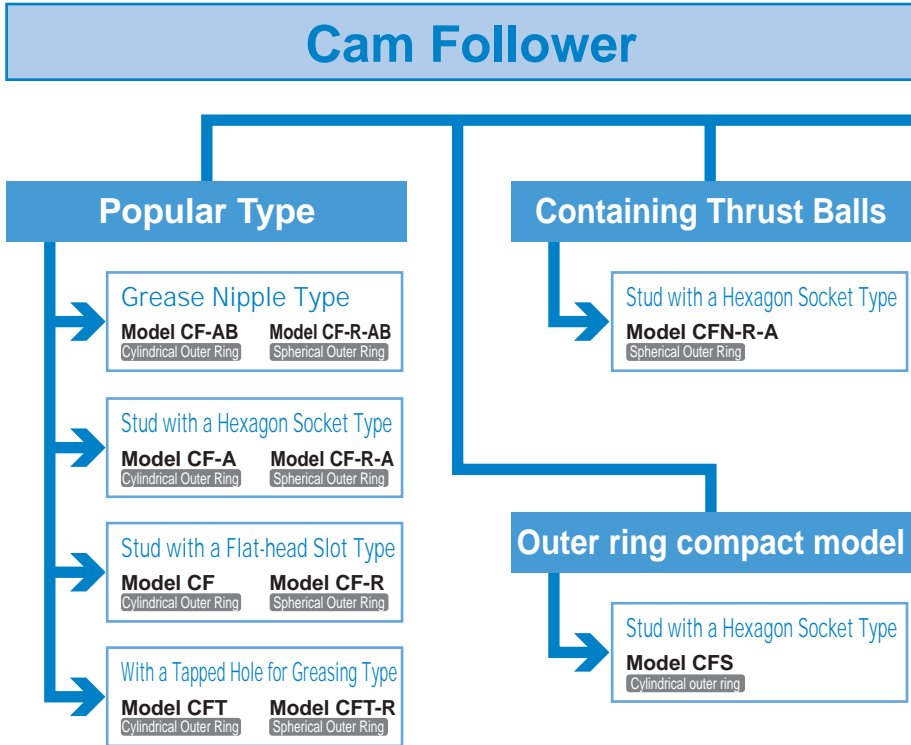 Cam Follower
Popular Type
Grease Nipple Type
Model CF-AB Model CF-R-AB
Cylindrical Outer Ring Spherical Outer Ring
Stud with a Hexagon Socket Type
Model CF-A Model CF-R-A
Cylindrical Outer Ring Spherical Outer Ring
Stud with a Flat-head Slot Type
Model CF Model CF-R
Cylindrical Outer Ring Spherical Outer Ring
With a Tapped Hole for Greasing Type
Model CFT Model CFT-R
Cylindrical Outer Ring Spherical Outer Ring
Containing Thrust Balls
Stud with a Hexagon Socket Type
Model CFN-R-A
Spherical Outer Ring
Outer ring compact model
Stud with a Hexagon Socket Type
Model CFS
Cylindrical outer ring